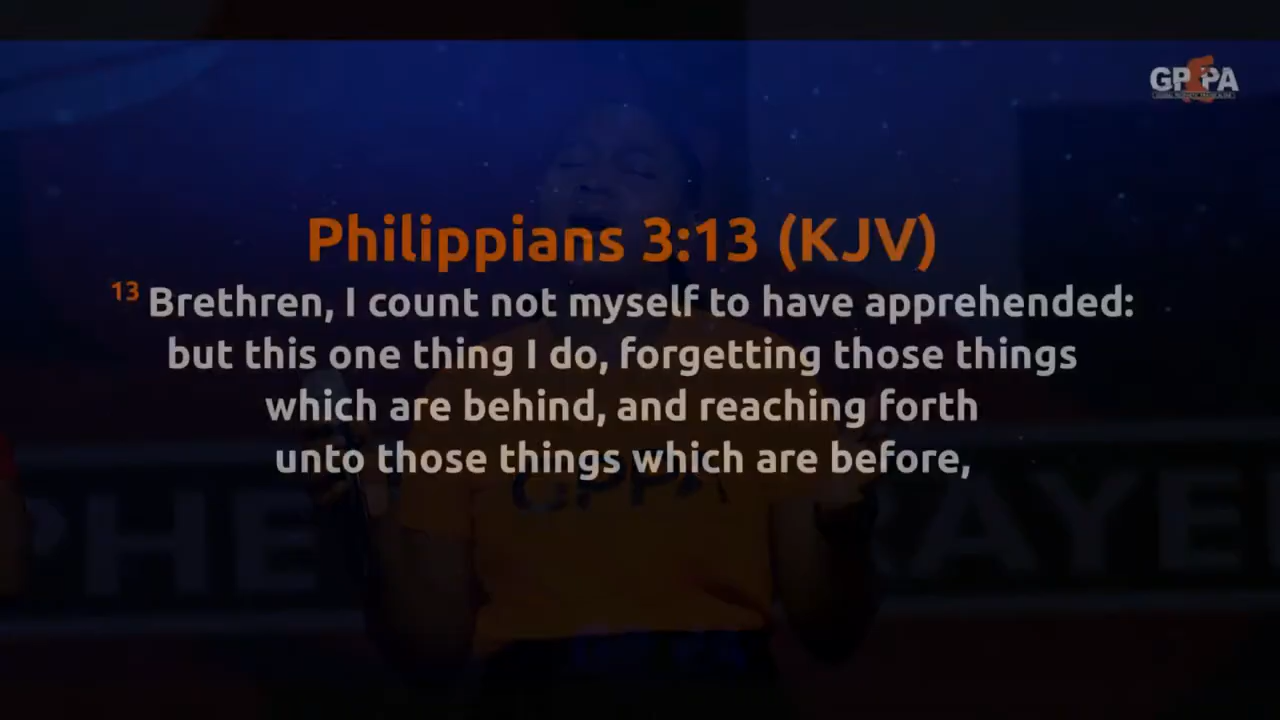 GPPA
Philippians 3:13 (KJV)
13 Brethren, I count not myself to have apprehended:
but this one thing I do, forgetting those things
which are behind, and reaching forth
unto those things which are before,
GPPA